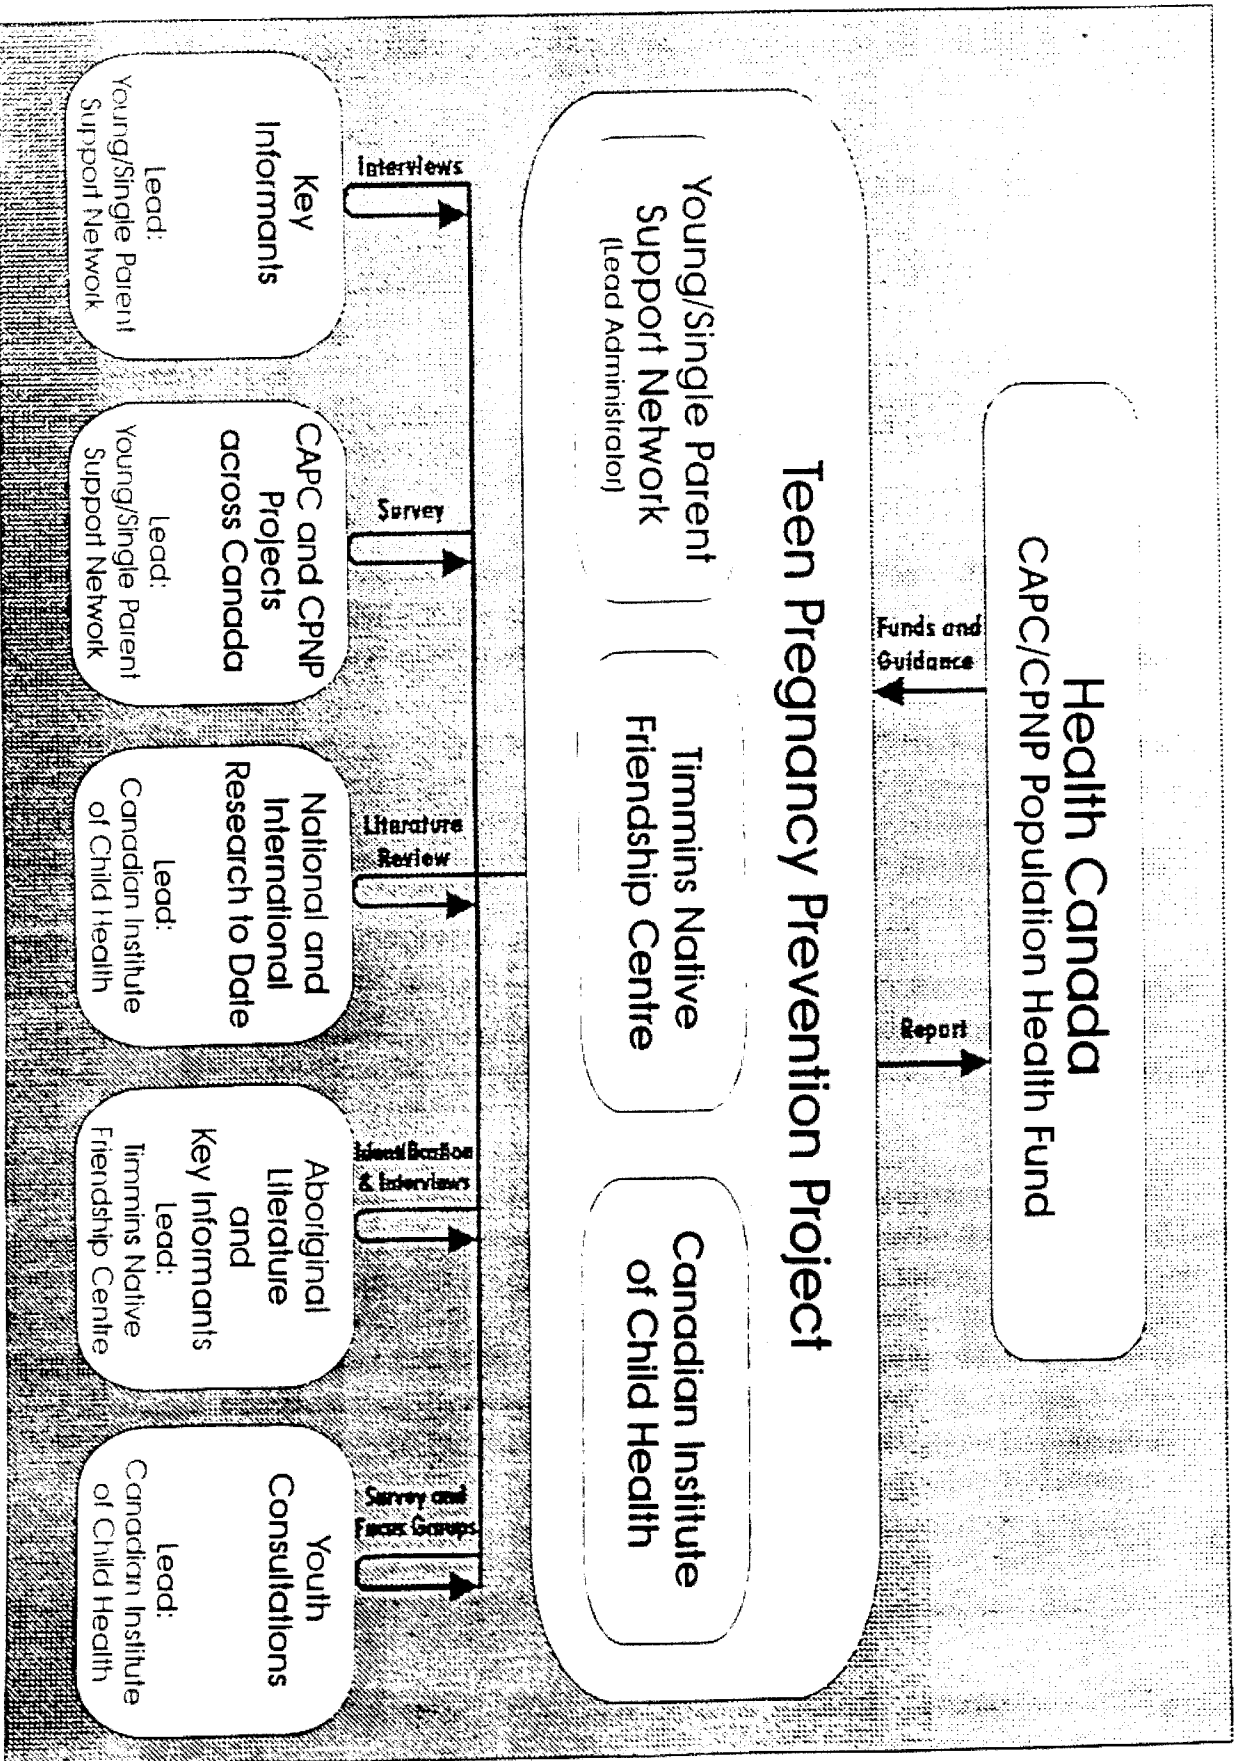 Health Canada
CAPC/CPNP Population Health Fund
Funds and
Guidance
Report
Teen Pregnancy Prevention Project
Young/Single Parent
Support Network
(Lead Administrator)
Timmins Native
Friendship Centre
Canadian Institute
of Child Health
Interviews
Survey
Literature
Review
Identification
& Interviews
Survey and
Focus Groups
Key
Informants
Lead:
Young/Single Parent
Support Network
CAPC and CPNP
Projects
across Canada
Lead:
Young/Single Parent
Support Network
National and
International
Research to Date
Lead:
Canadian Institute
of Child Health
Aboriginal
Literature
and
Key Informants
Lead:
Timmins Native
Friendship Centre
Youth
Consultations
Lead:
Canadian Institute
of Child Health